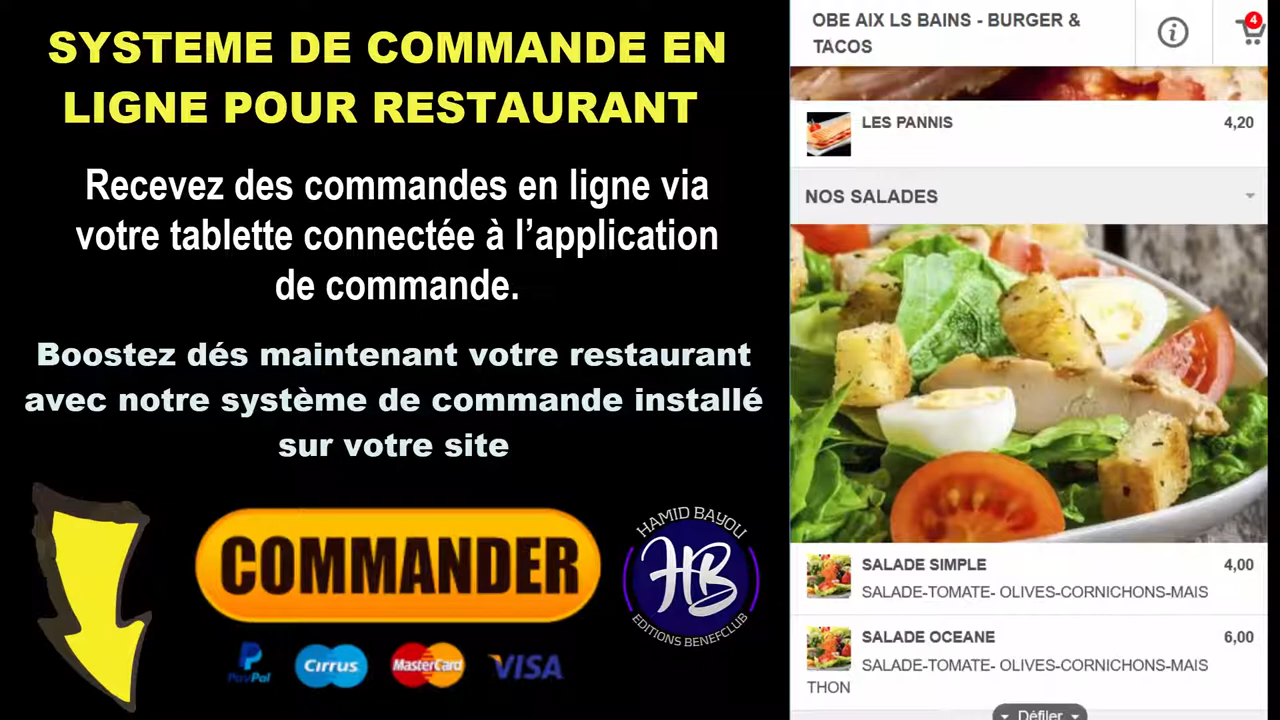 SYSTEME DE COMMANDE EN
LIGNE POUR RESTAURANT
Recevez des commandes en ligne via
votre tablette connectée à l’application
de commande.
Boostez dés maintenant votre restaurant
avec notre système de commande installé
sur votre site
COMMANDER
HAMID BAYOU
HB
EDITIONS BENEFCLUB
PayPal
Cirrus
MasterCard
VISA
OBE AIX LS BAINS - BURGER &
TACOS
i
4
LES PANNIS 4,20
NOS SALADES
SALADE SIMPLE 4,00
SALADE-TOMATE- OLIVES-CORNICHONS-MAIS
SALADE OCEANE 6,00
SALADE-TOMATE- OLIVES-CORNICHONS-MAIS
THON
Défiler